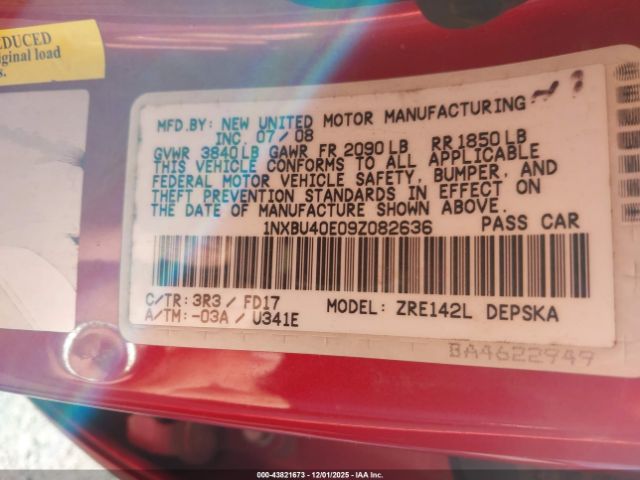 EDUCED
iginal load
s.
MFD.BY: NEW UNITED MOTOR MANUFACTURING
INC 07/08
GVWR 3840LB GAWR FR 2090LB RR 1850LB
THIS VEHICLE CONFORMS TO ALL APPLICABLE
FEDERAL MOTOR VEHICLE SAFETY, BUMPER, AND
THEFT PREVENTION STANDARDS IN EFFECT ON
THE DATE OF MANUFACTURE SHOWN ABOVE.
1NXBU40E09Z082636 PASS CAR
C/TR: 3R3 / FD17 MODEL: ZRE142L DEPSKA
A/TM: -03A / U341E
BA4622949
000-43821673 - 12/01/2025 - IAA Inc.